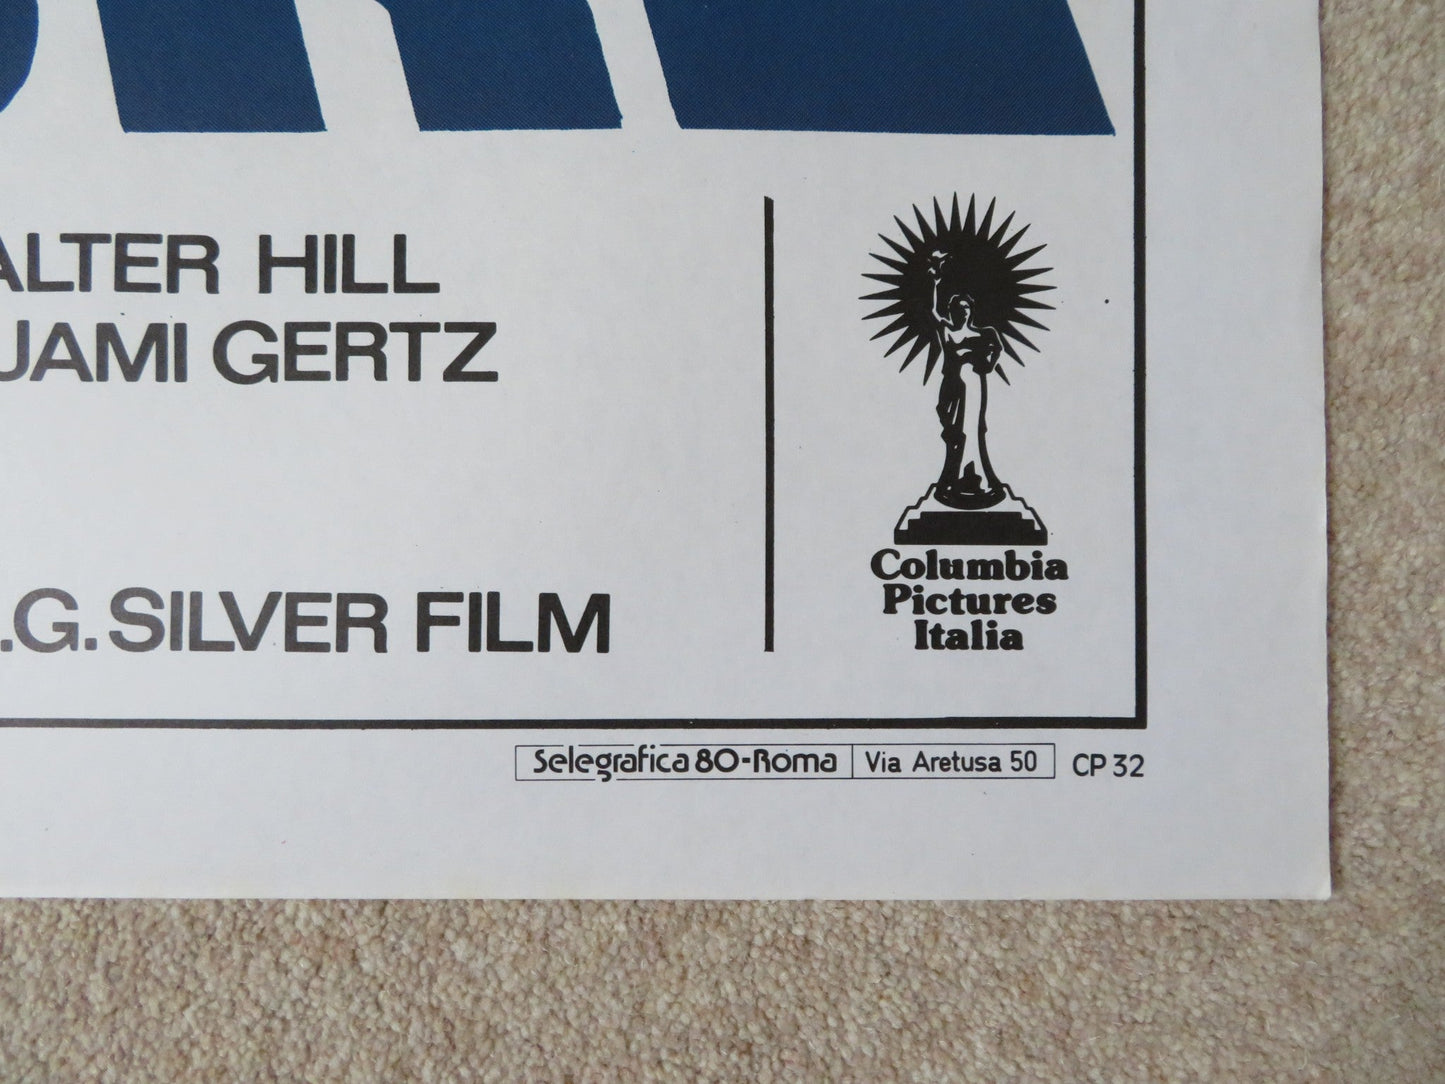 ALTER HILL
JAMI GERTZ
.G. SILVER FILM
Columbia
Pictures
Italia
Selegrafica 80-Roma Via Aretusa 50 CP 32